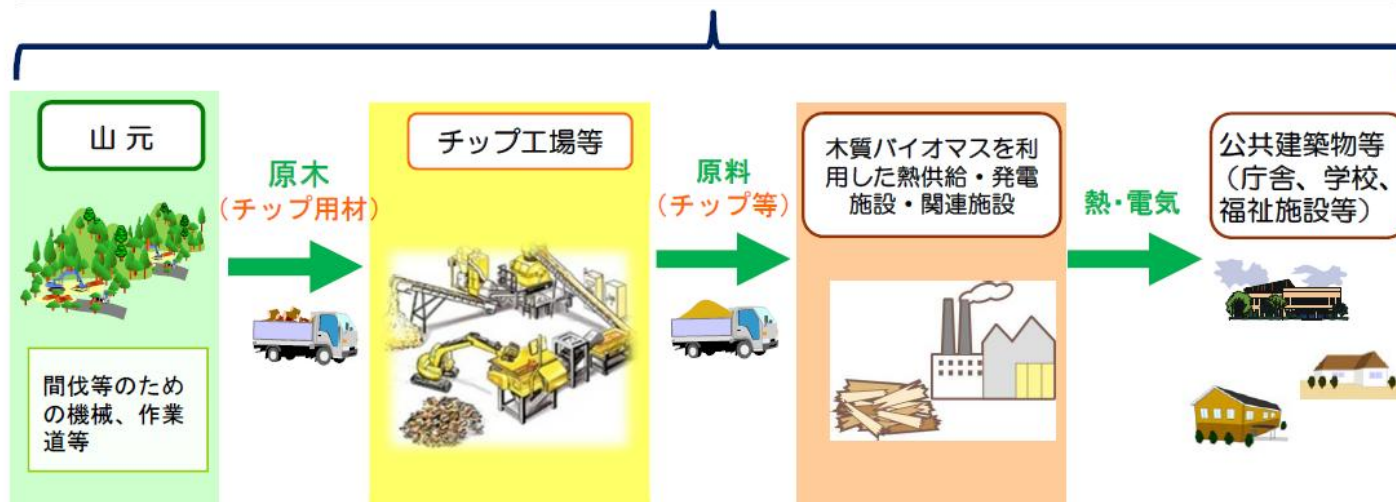 山元
間伐等のため
の機械、作業
道等
原木
（チップ用材）
チップ工場等
原料
（チップ等）
木質バイオマスを利
用した熱供給・発電
施設・関連施設
熱・電気
公共建築物等
（庁舎、学校、
福祉施設等）